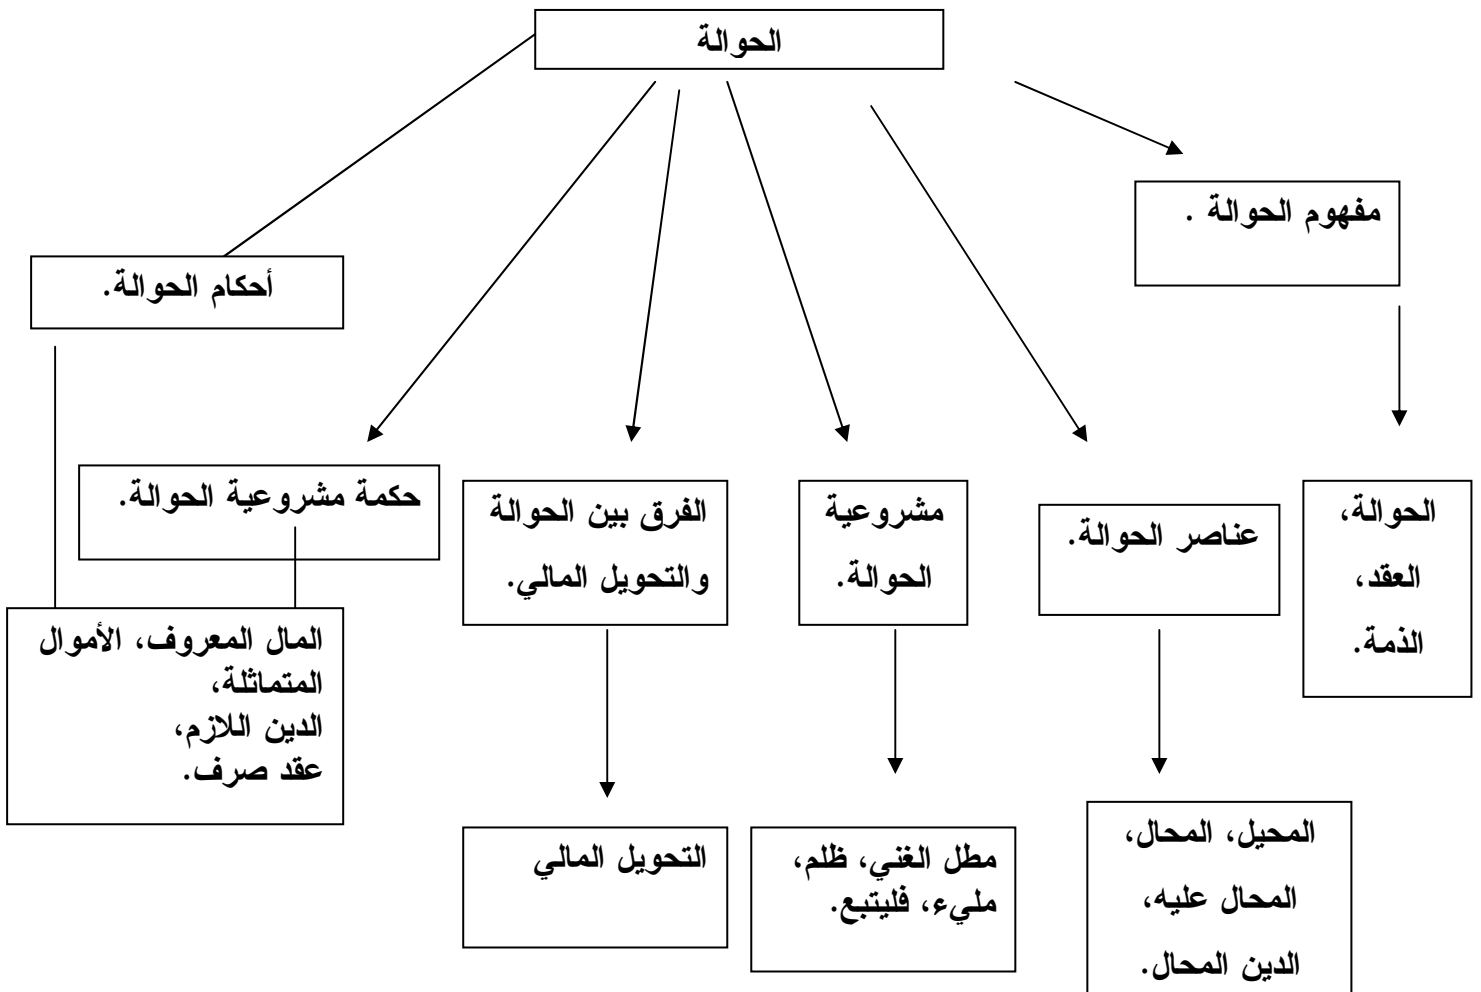 الحوالة
مفهوم الحوالة .
أحكام الحوالة.
الحوالة،
العقد،
الذمة.
عناصر الحوالة.
مشروعية
الحوالة.
الفرق بين الحوالة
والتحويل المالي.
حكمة مشروعية الحوالة.
المال المعروف، الأموال
المتماثلة،
الدين اللازم،
عقد صرف.
المحيل، المحال،
المحال عليه،
الدين المحال.
مطل الغني، ظلم،
مليء، فليتبع.
التحويل المالي